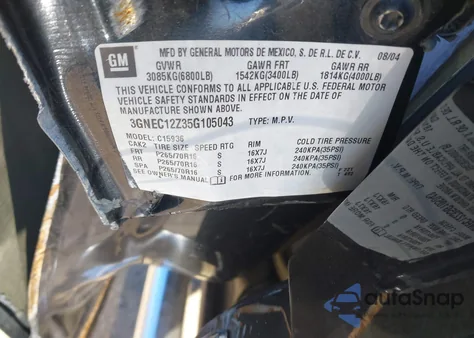 GM
MFD BY GENERAL MOTORS DE MEXICO, S. DE R.L. DE C.V. 08/04
GVWR GAWR FRT GAWR RR
3085KG(6800LB) 1542KG(3400LB) 1814KG(4000LB)
THIS VEHICLE CONFORMS TO ALL APPLICABLE U.S. FEDERAL MOTOR
VEHICLE SAFETY STANDARDS IN EFFECT ON THE DATE OF
MANUFACTURE SHOWN ABOVE.
3GNEC12Z35G105043 TYPE: M.P.V.
MODEL: C15936
CAK2 TIRE SIZE SPEED RTG RIM COLD TIRE PRESSURE
FRT P265/70R16 S 16X7J 240KPA(35PSI)
RR P265/70R16 S 16X7J 240KPA(35PSI)
SPA P265/70R16 S 16X7J 240KPA(35PSI)
SEE OWNER'S MANUAL FOR MORE INFORMATION.
autoSnap